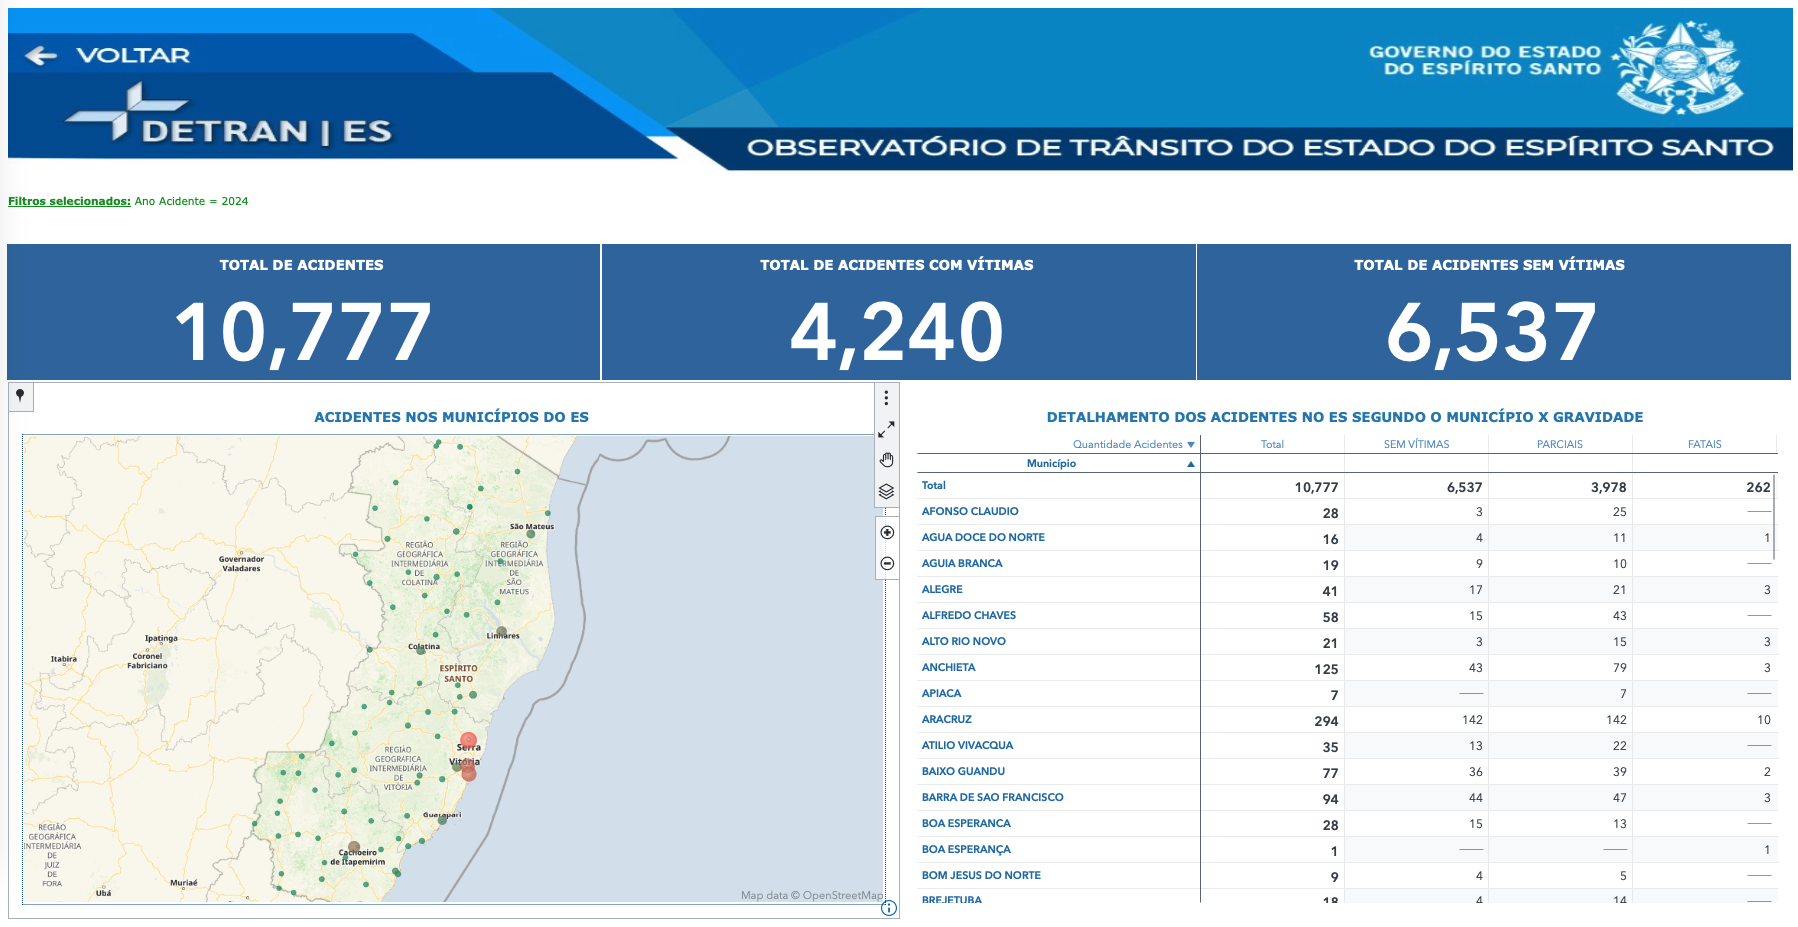 VOLTAR
DETRAN | ES
GOVERNO DO ESTADO
DO ESPÍRITO SANTO
OBSERVATÓRIO DE TRÂNSITO DO ESTADO DO ESPÍRITO SANTO
Filtros selecionados: Ano Acidente = 2024
TOTAL DE ACIDENTES
10,777
TOTAL DE ACIDENTES COM VÍTIMAS
4,240
TOTAL DE ACIDENTES SEM VÍTIMAS
6,537
ACIDENTES NOS MUNICÍPIOS DO ES
São Mateus
REGIÃO
GEOGRÁFICA
INTERMEDIÁRIA
DE
COLATINA
REGIÃO
GEOGRÁFICA
INTERMEDIÁRIA
DE
SÃO
MATEUS
Governador
Valadares
Ipatinga
Coronel
Fabriciano
Itabira
Linhares
Colatina
ESPÍRITO
SANTO
Serra
Vitória
REGIÃO
GEOGRÁFICA
INTERMEDIÁRIA
DE
VITÓRIA
Guarapari
Cachoeiro
de Itapemirim
REGIÃO
GEOGRÁFICA
INTERMEDIÁRIA
DE
JUIZ
DE
FORA
Ubá
Muriaé
Map data © OpenStreetMap
DETALHAMENTO DOS ACIDENTES NO ES SEGUNDO O MUNICÍPIO X GRAVIDADE
Quantidade Acidentes Total SEM VÍTIMAS PARCIAIS FATAIS
Município
Total 10,777 6,537 3,978 262
AFONSO CLAUDIO 28 3 25 —
AGUA DOCE DO NORTE 16 4 11 1
AGUIA BRANCA 19 9 10 —
ALEGRE 41 17 21 3
ALFREDO CHAVES 58 15 43 —
ALTO RIO NOVO 21 3 15 3
ANCHIETA 125 43 79 3
APIACA 7 — 7 —
ARACRUZ 294 142 142 10
ATILIO VIVACQUA 35 13 22 —
BAIXO GUANDU 77 36 39 2
BARRA DE SAO FRANCISCO 94 44 47 3
BOA ESPERANCA 28 15 13 —
BOA ESPERANÇA 1 — — 1
BOM JESUS DO NORTE 9 4 5 —
BREJETUBA 18 4 14 —